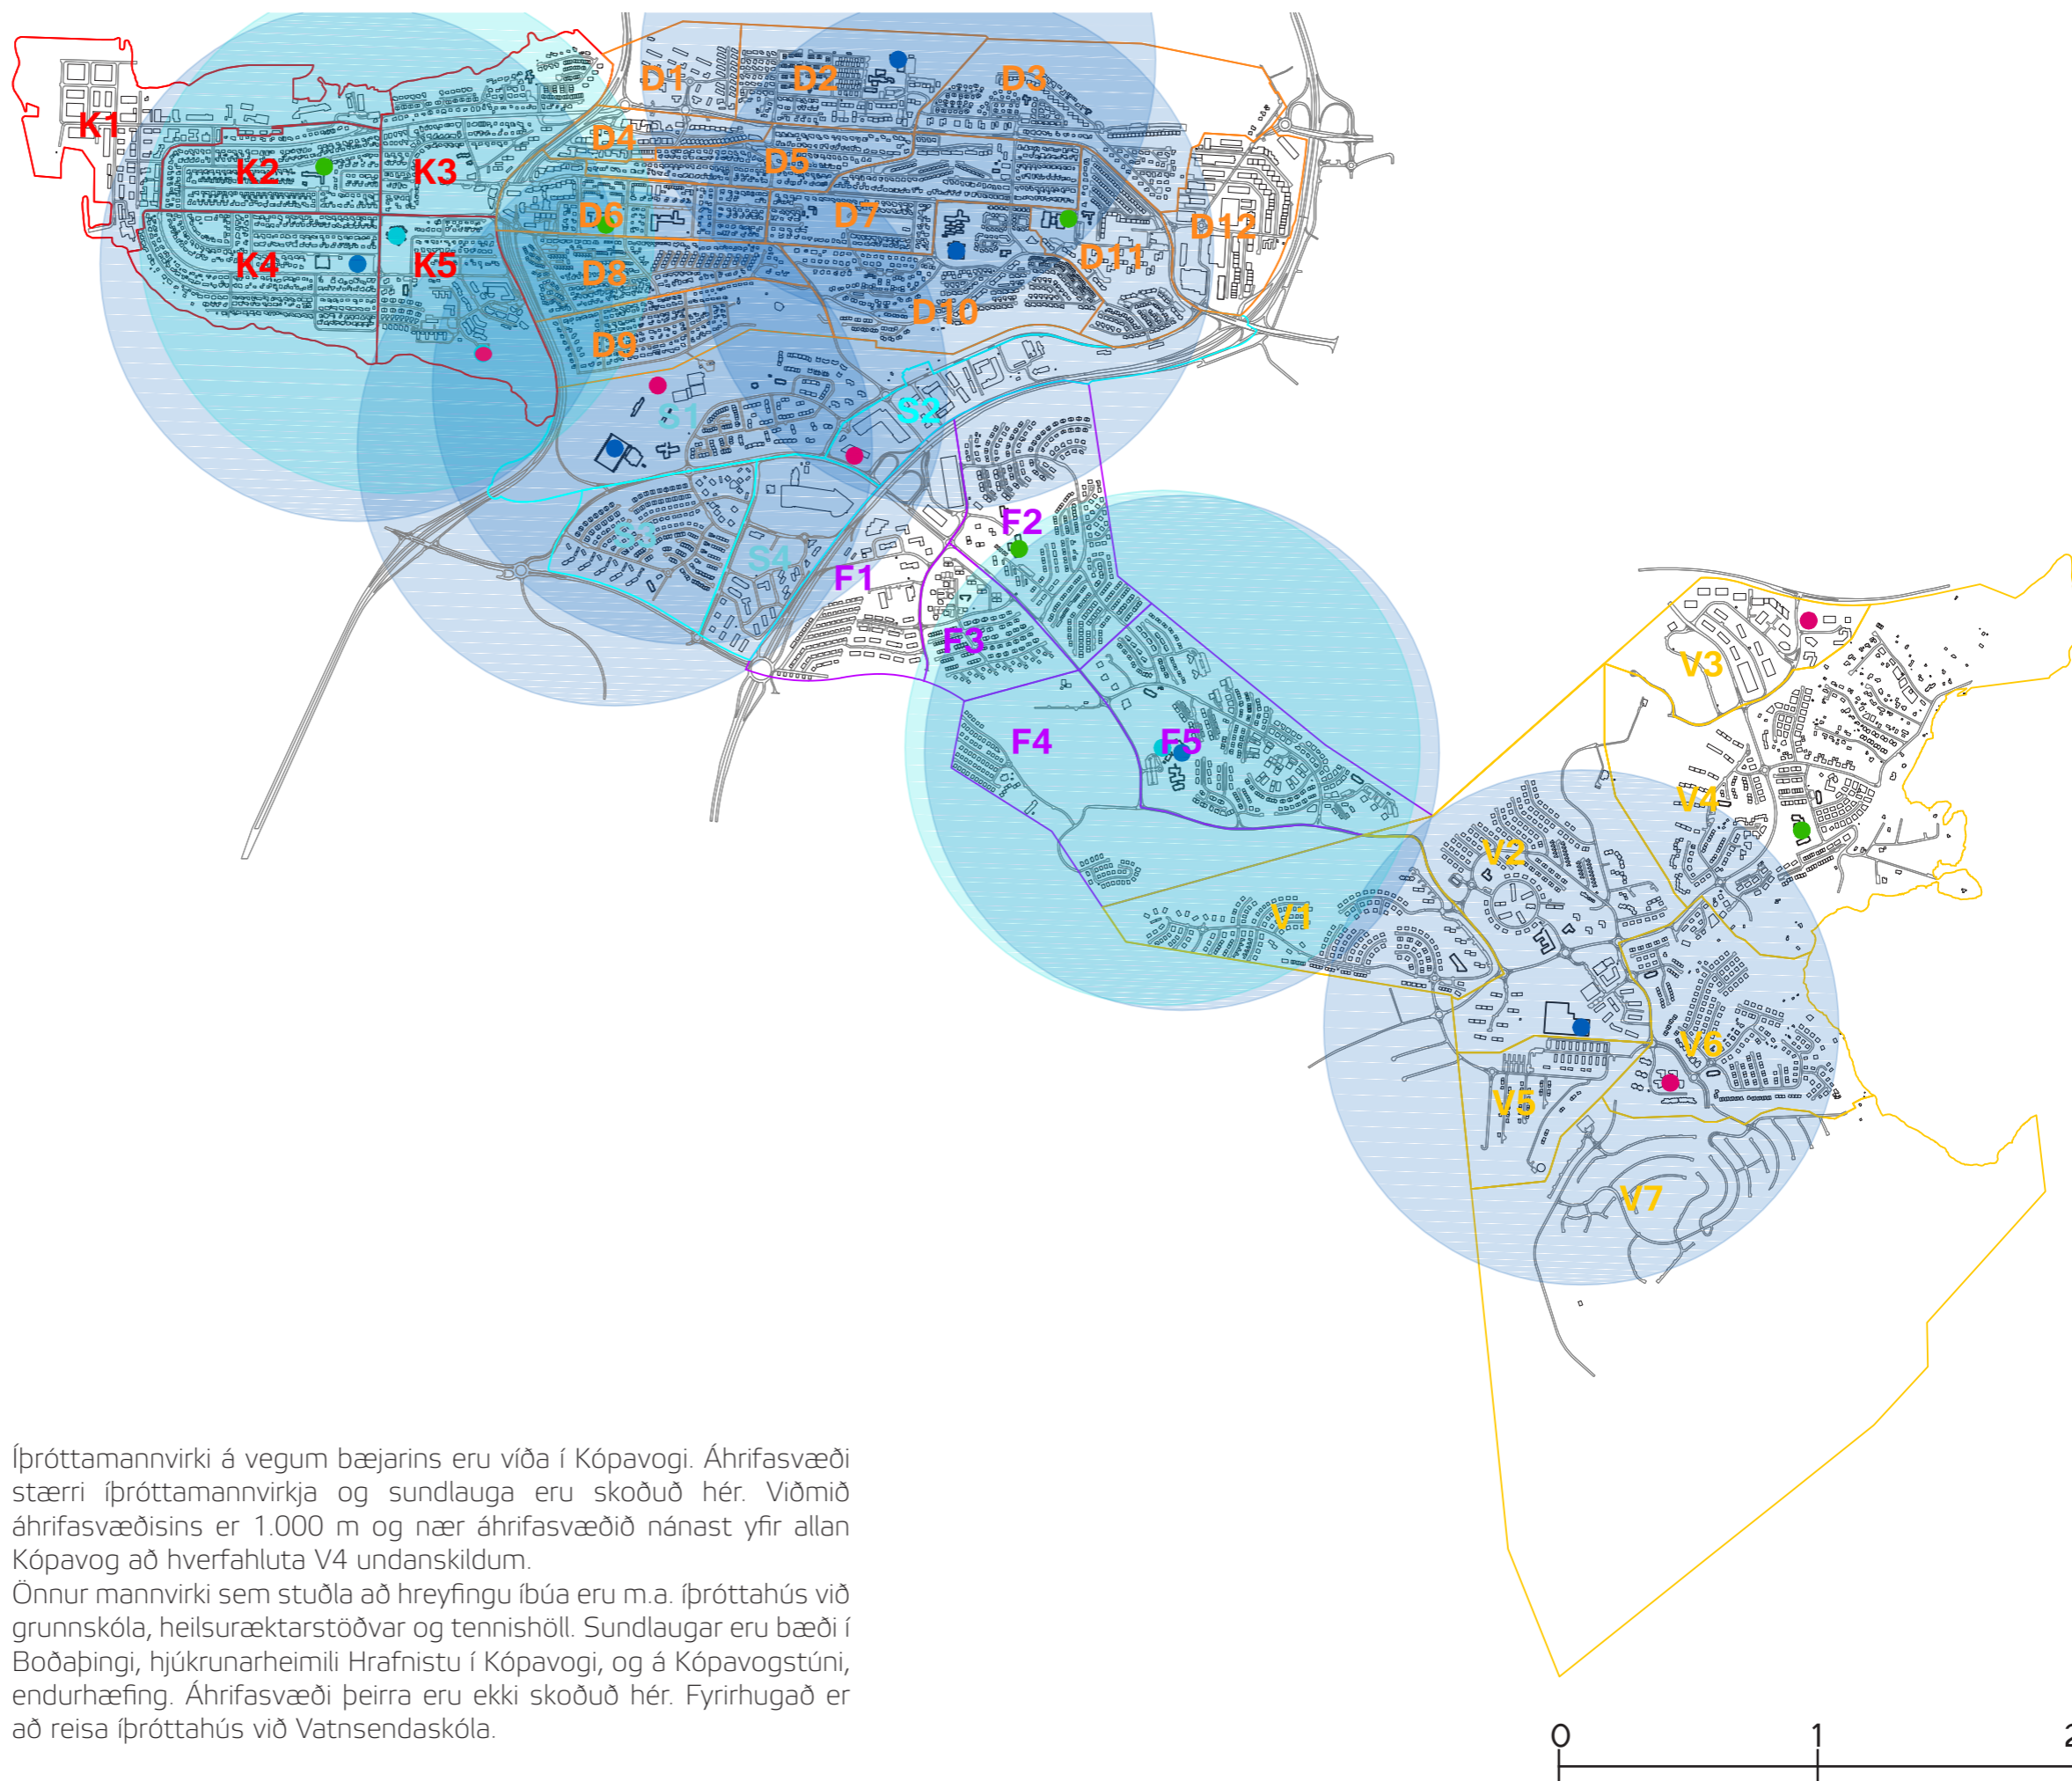 D1
D2
D3
K1
D4
D5
K2
K3
D6
D7
D12
K4
K5
D8
D11
D10
D9
S1
S2
F2
S3
S4
F1
F3
V3
F4
F5
V4
V2
V1
V6
V5
V7
Íþróttamannvirki á vegum bæjarins eru víða í Kópavogi. Áhrifasvæði
stærri íþróttamannvirkja og sundlauga eru skoðuð hér. Viðmið
áhrifasvæðisins er 1.000 m og nær áhrifasvæðið nánast yfir allan
Kópavog að hverfahluta V4 undanskildum.
Önnur mannvirki sem stuðla að hreyfingu íbúa eru m.a. íþróttahús við
grunnskóla, heilsuræktarstöðvar og tennishöll. Sundlaugar eru bæði í
Boðaþingi, hjúkrunarheimili Hrafnistu í Kópavogi, og á Kópavogstúni,
endurhæfing. Áhrifasvæði þeirra eru ekki skoðuð hér. Fyrirhugað er
að reisa íþróttahús við Vatnsendaskóla.
0 1 2